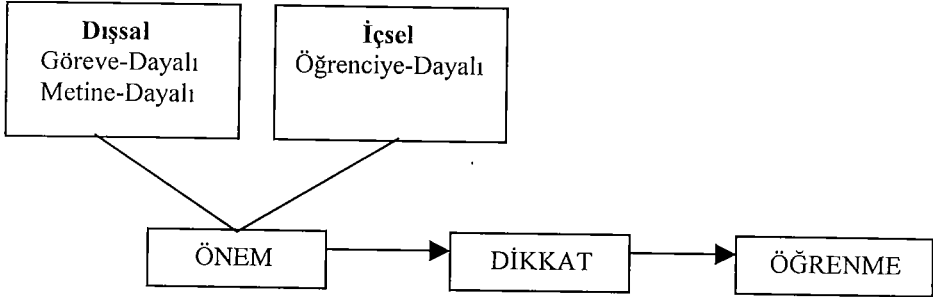 Dışsal
Göreve-Dayalı
Metine-Dayalı
İçsel
Öğrenciye-Dayalı
ÖNEM
DİKKAT
ÖĞRENME